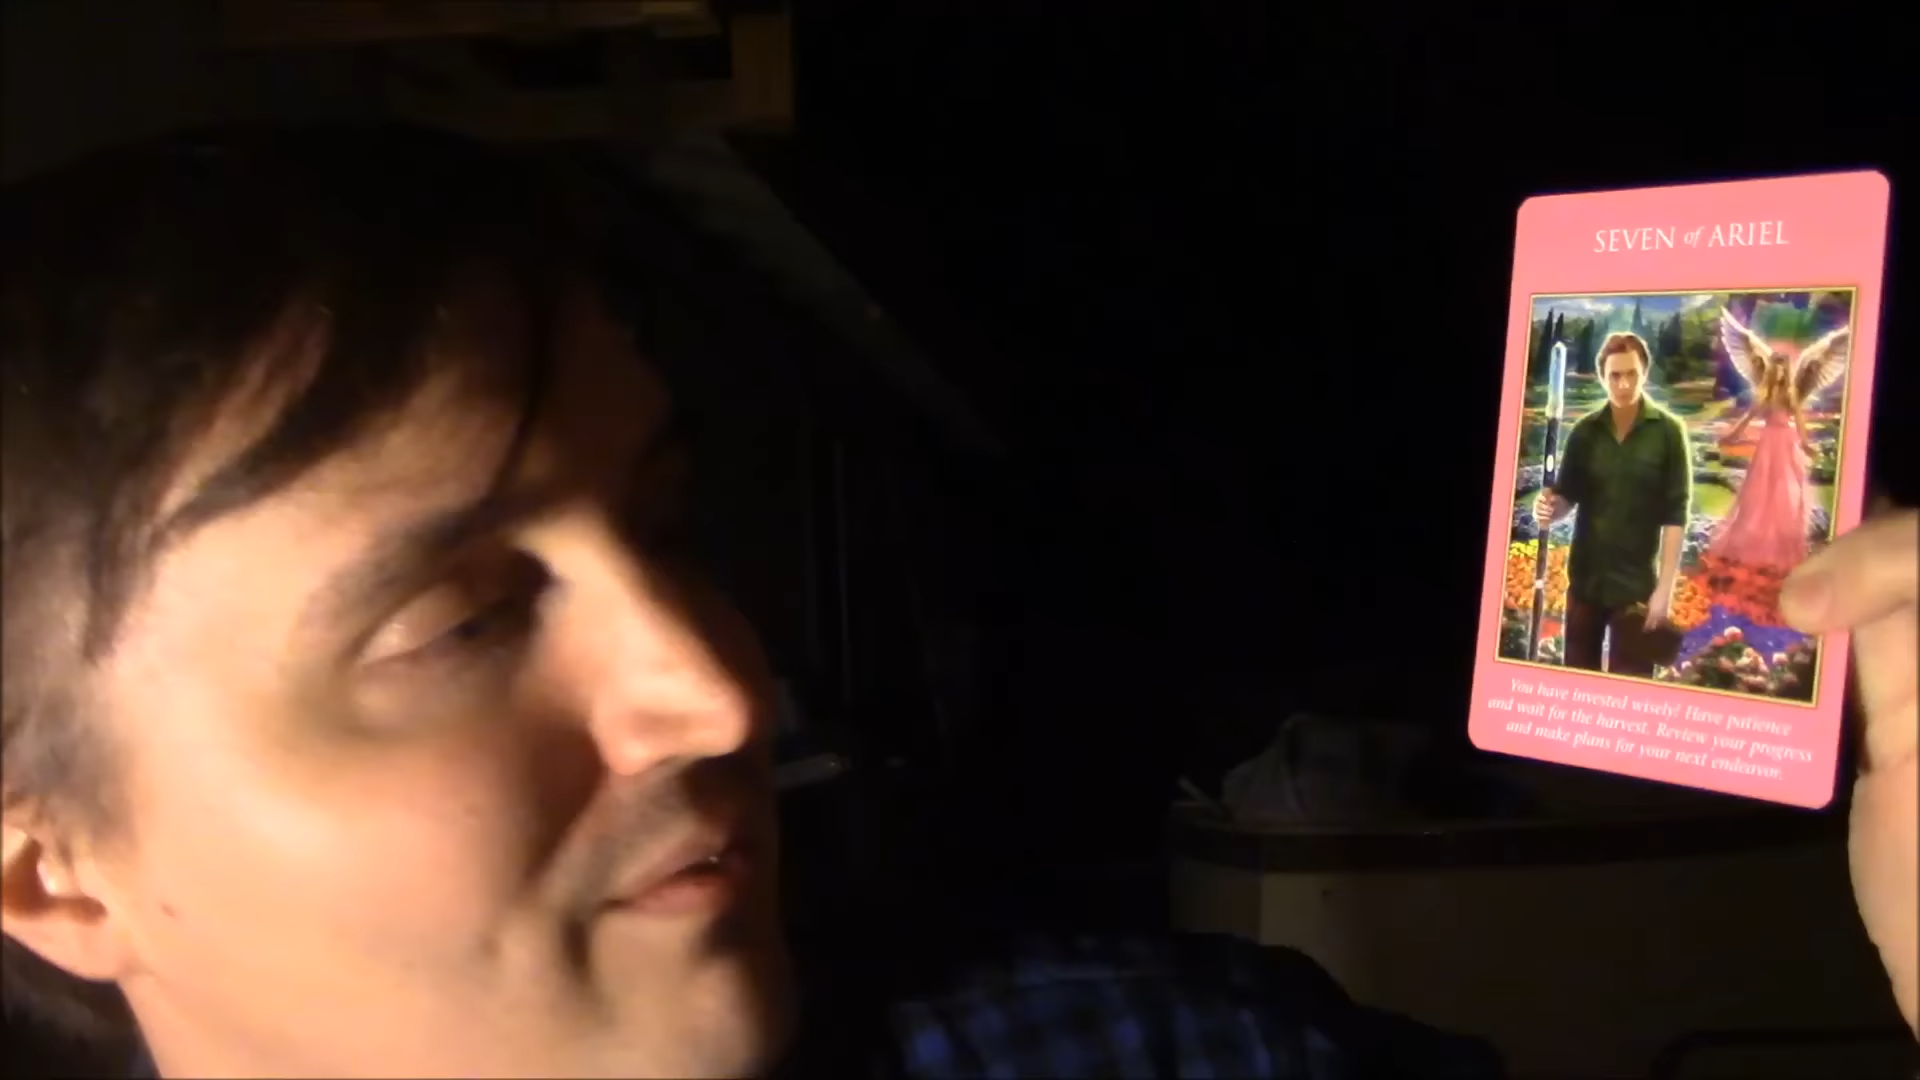 SEVEN of ARIEL
You have invested wisely! Have patience
and wait for the harvest. Review your progress
and make plans for your next endeavor.